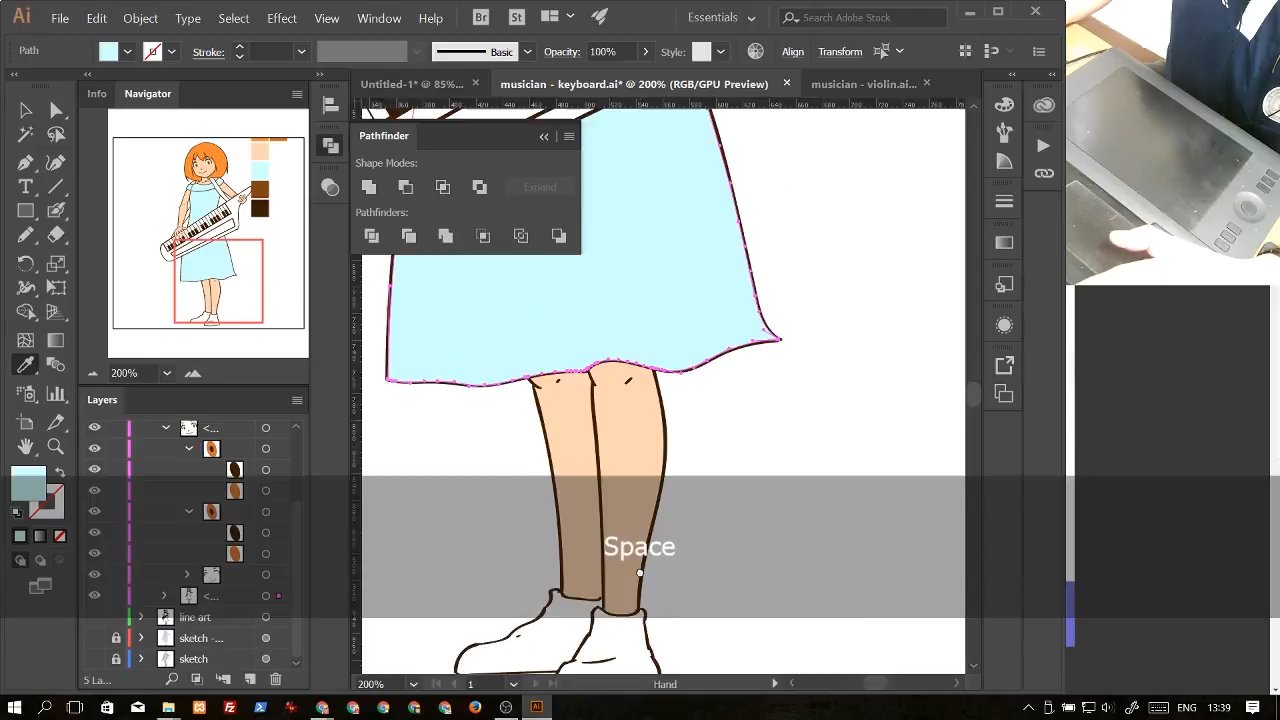 Ai File Edit Object Type Select Effect View Window Help Br St Essentials Search Adobe Stock
Path Stroke: Basic Opacity: 100% Style: Align Transform
Info Navigator
Untitled-1* @ 85%... musician - keyboard.ai* @ 200% (RGB/GPU Preview) musician - violin.ai...
Pathfinder
Shape Modes:
Expand
Pathfinders:
200%
Layers
<...
<...
line art
sketch -...
sketch
5 La...
Space
200% 1 Hand
ENG 13:39